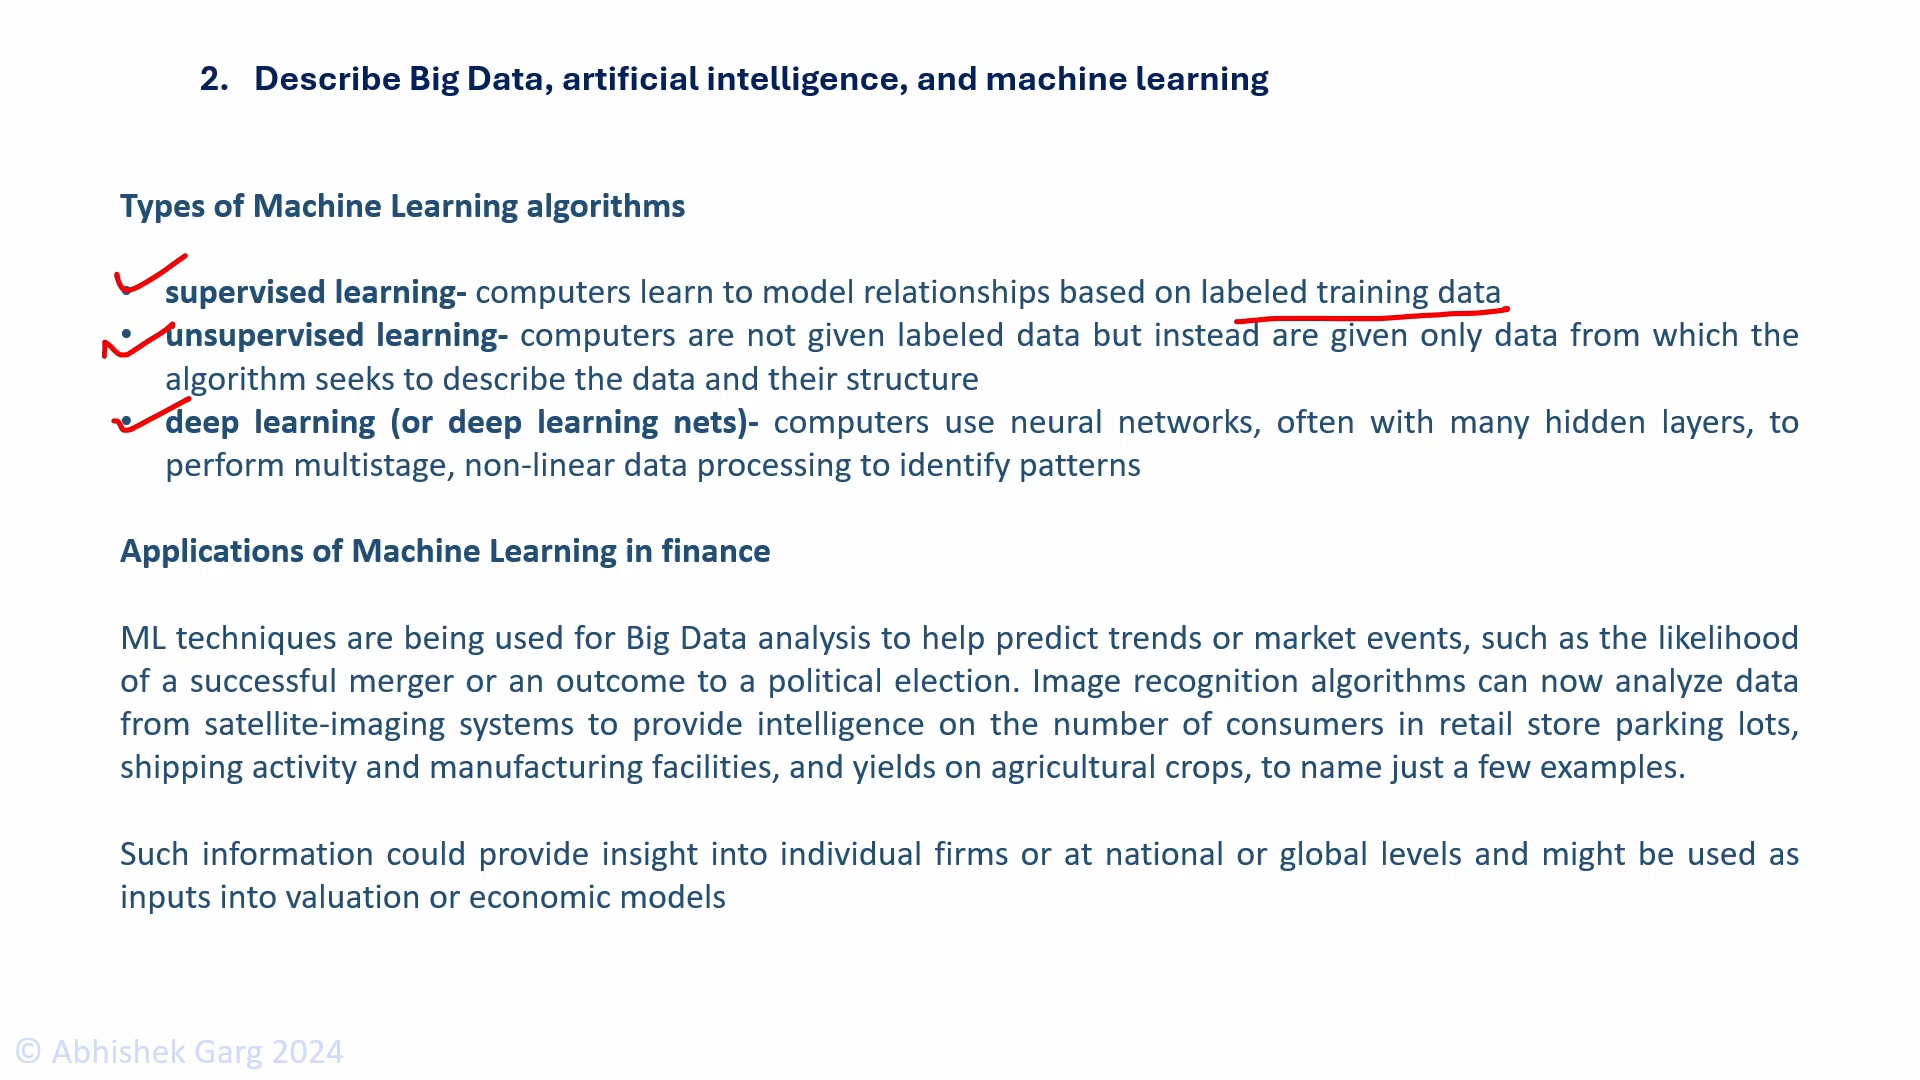 2. Describe Big Data, artificial intelligence, and machine learning
Types of Machine Learning algorithms
• supervised learning- computers learn to model relationships based on labeled training data
• unsupervised learning- computers are not given labeled data but instead are given only data from which the
algorithm seeks to describe the data and their structure
• deep learning (or deep learning nets)- computers use neural networks, often with many hidden layers, to
perform multistage, non-linear data processing to identify patterns
Applications of Machine Learning in finance
ML techniques are being used for Big Data analysis to help predict trends or market events, such as the likelihood
of a successful merger or an outcome to a political election. Image recognition algorithms can now analyze data
from satellite-imaging systems to provide intelligence on the number of consumers in retail store parking lots,
shipping activity and manufacturing facilities, and yields on agricultural crops, to name just a few examples.
Such information could provide insight into individual firms or at national or global levels and might be used as
inputs into valuation or economic models
© Abhishek Garg 2024